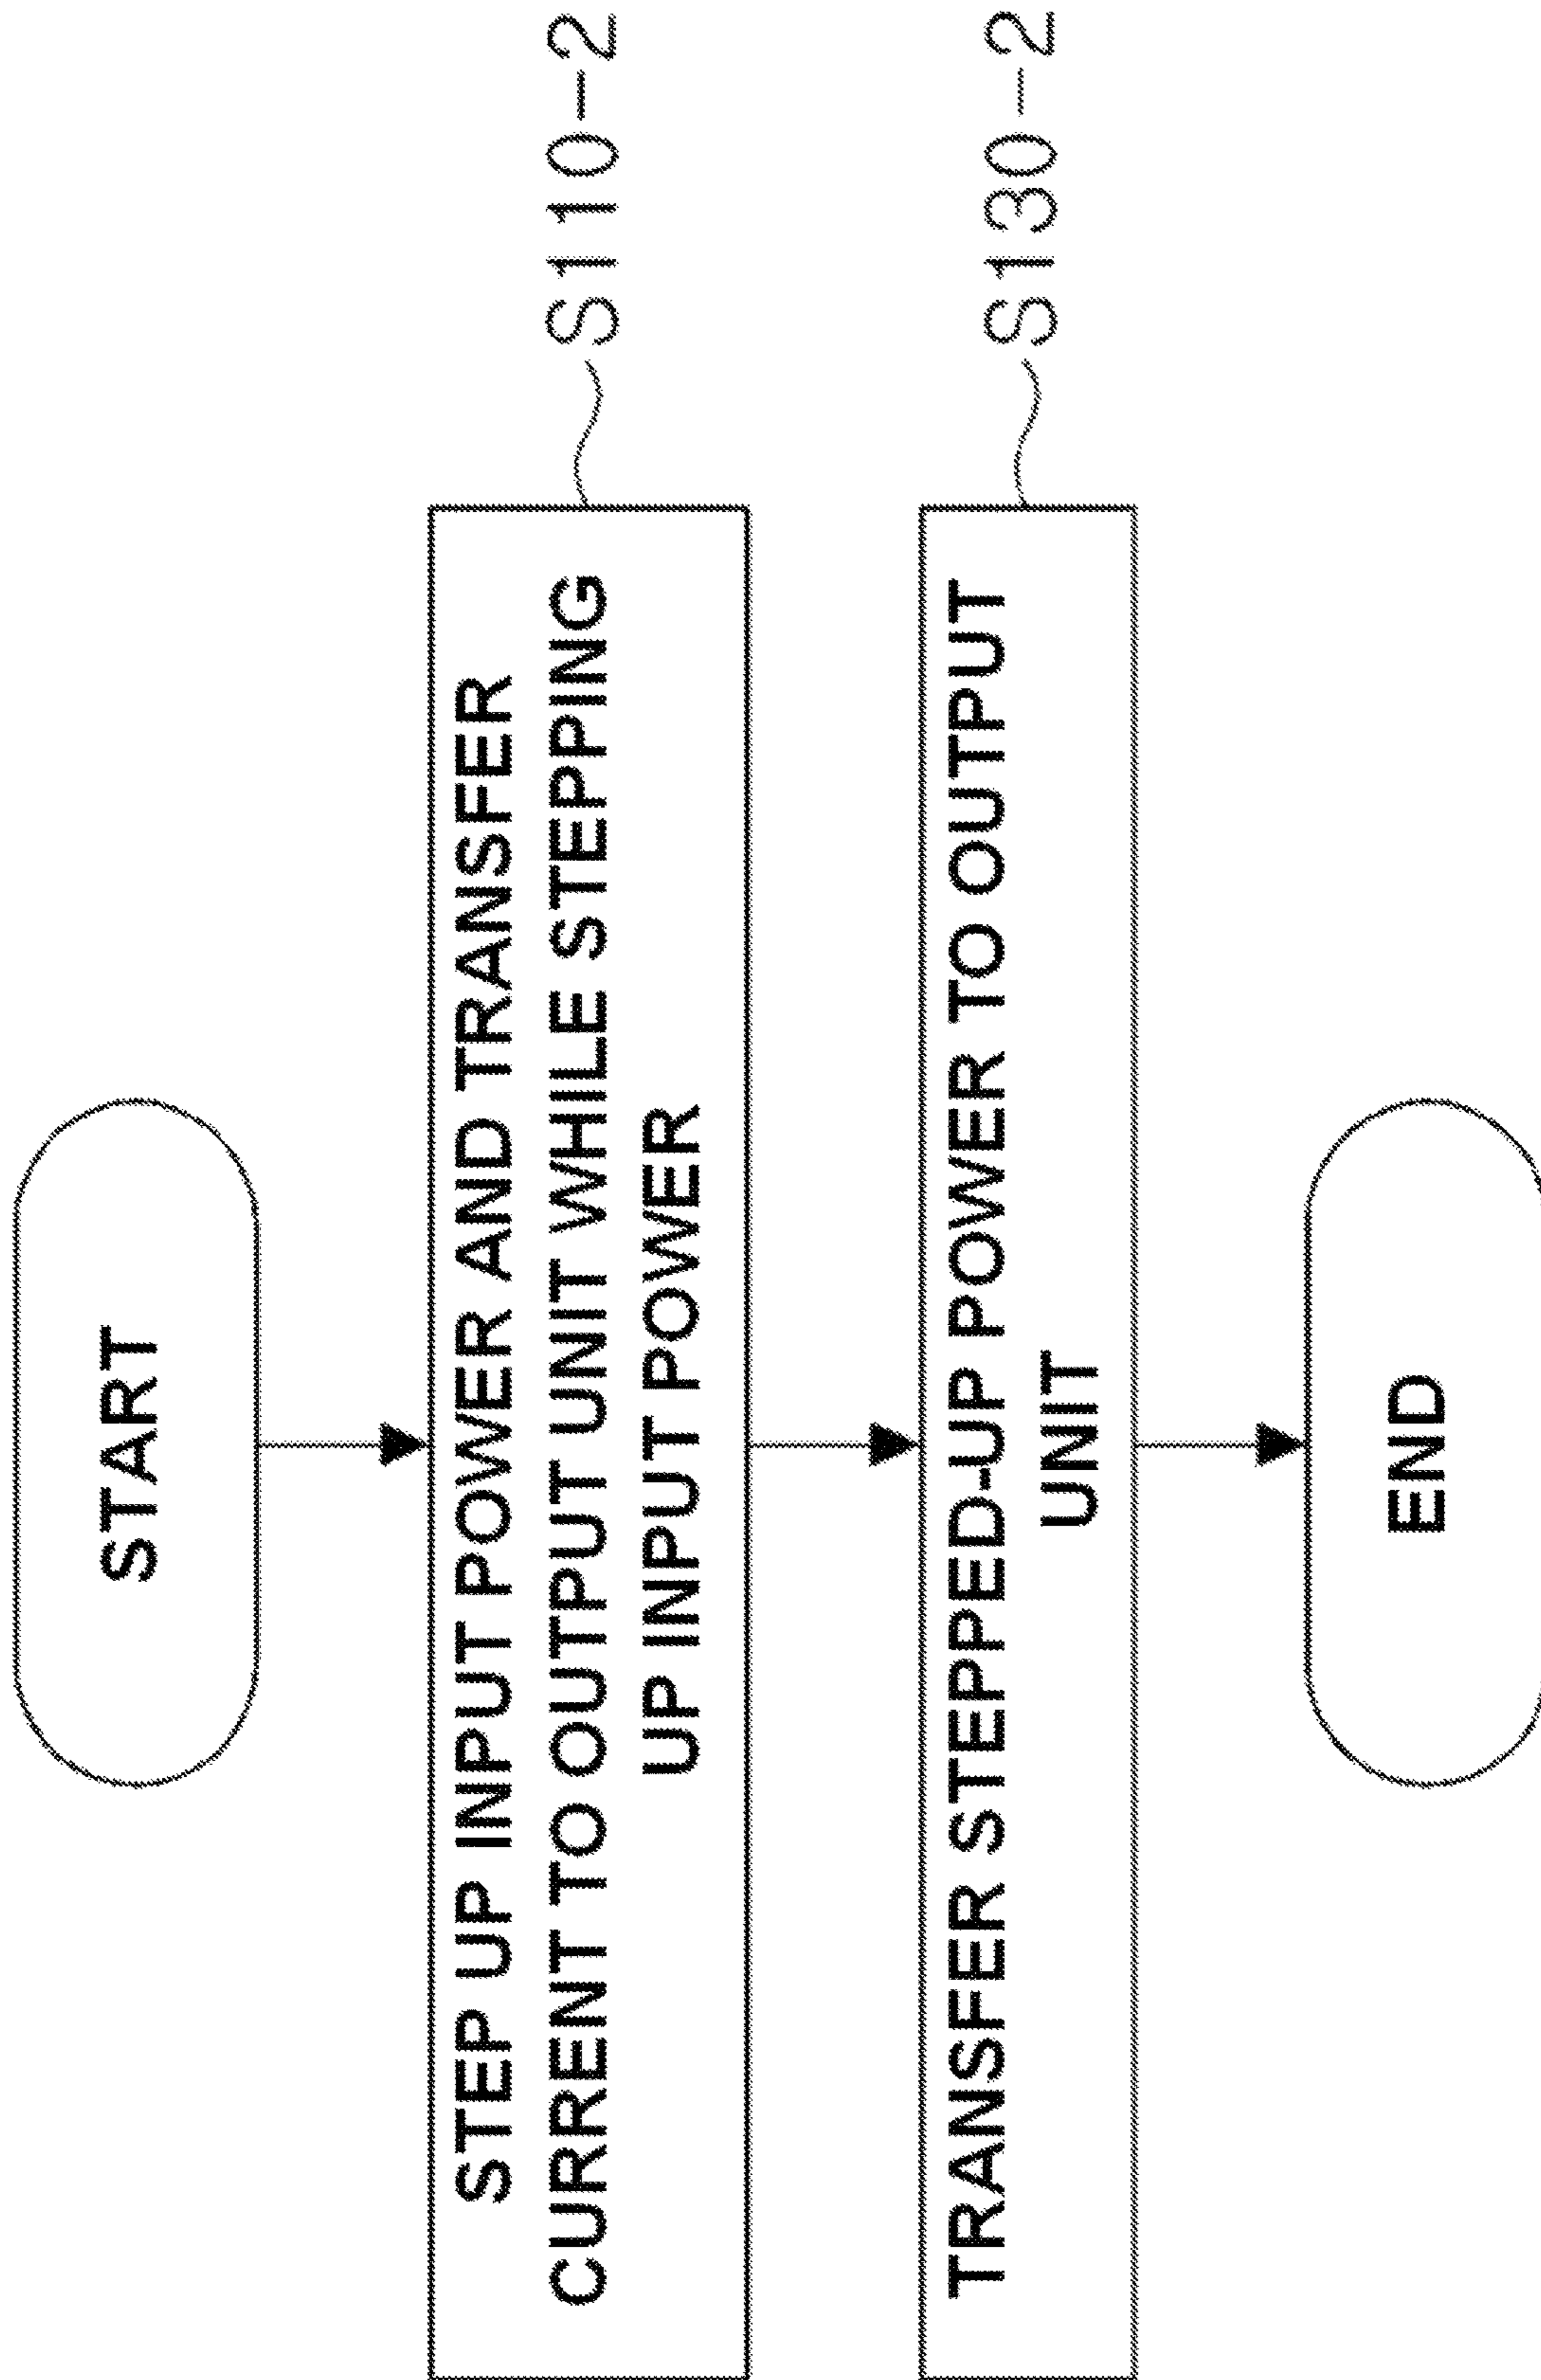 START
STEP UP INPUT POWER AND TRANSFER
CURRENT TO OUTPUT UNIT WHILE STEPPING
UP INPUT POWER
S110-2
TRANSFER STEPPED-UP POWER TO OUTPUT
UNIT
S130-2
END